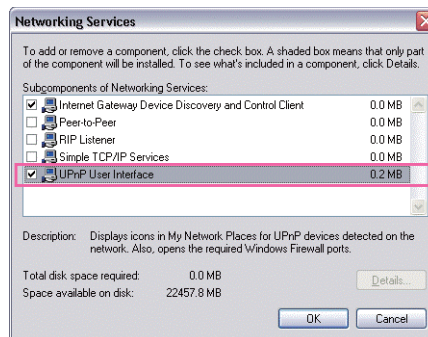 Networking Services
To add or remove a component, click the check box. A shaded box means that only part
of the component will be installed. To see what's included in a component, click Details.
Subcomponents of Networking Services:
Internet Gateway Device Discovery and Control Client 0.0 MB
Peer-to-Peer 0.0 MB
RIP Listener 0.0 MB
Simple TCP/IP Services 0.0 MB
UPnP User Interface 0.2 MB
Description: Displays icons in My Network Places for UPnP devices detected on the
network. Also, opens the required Windows Firewall ports.
Total disk space required: 0.0 MB
Space available on disk: 22457.8 MB
Details...
OK Cancel